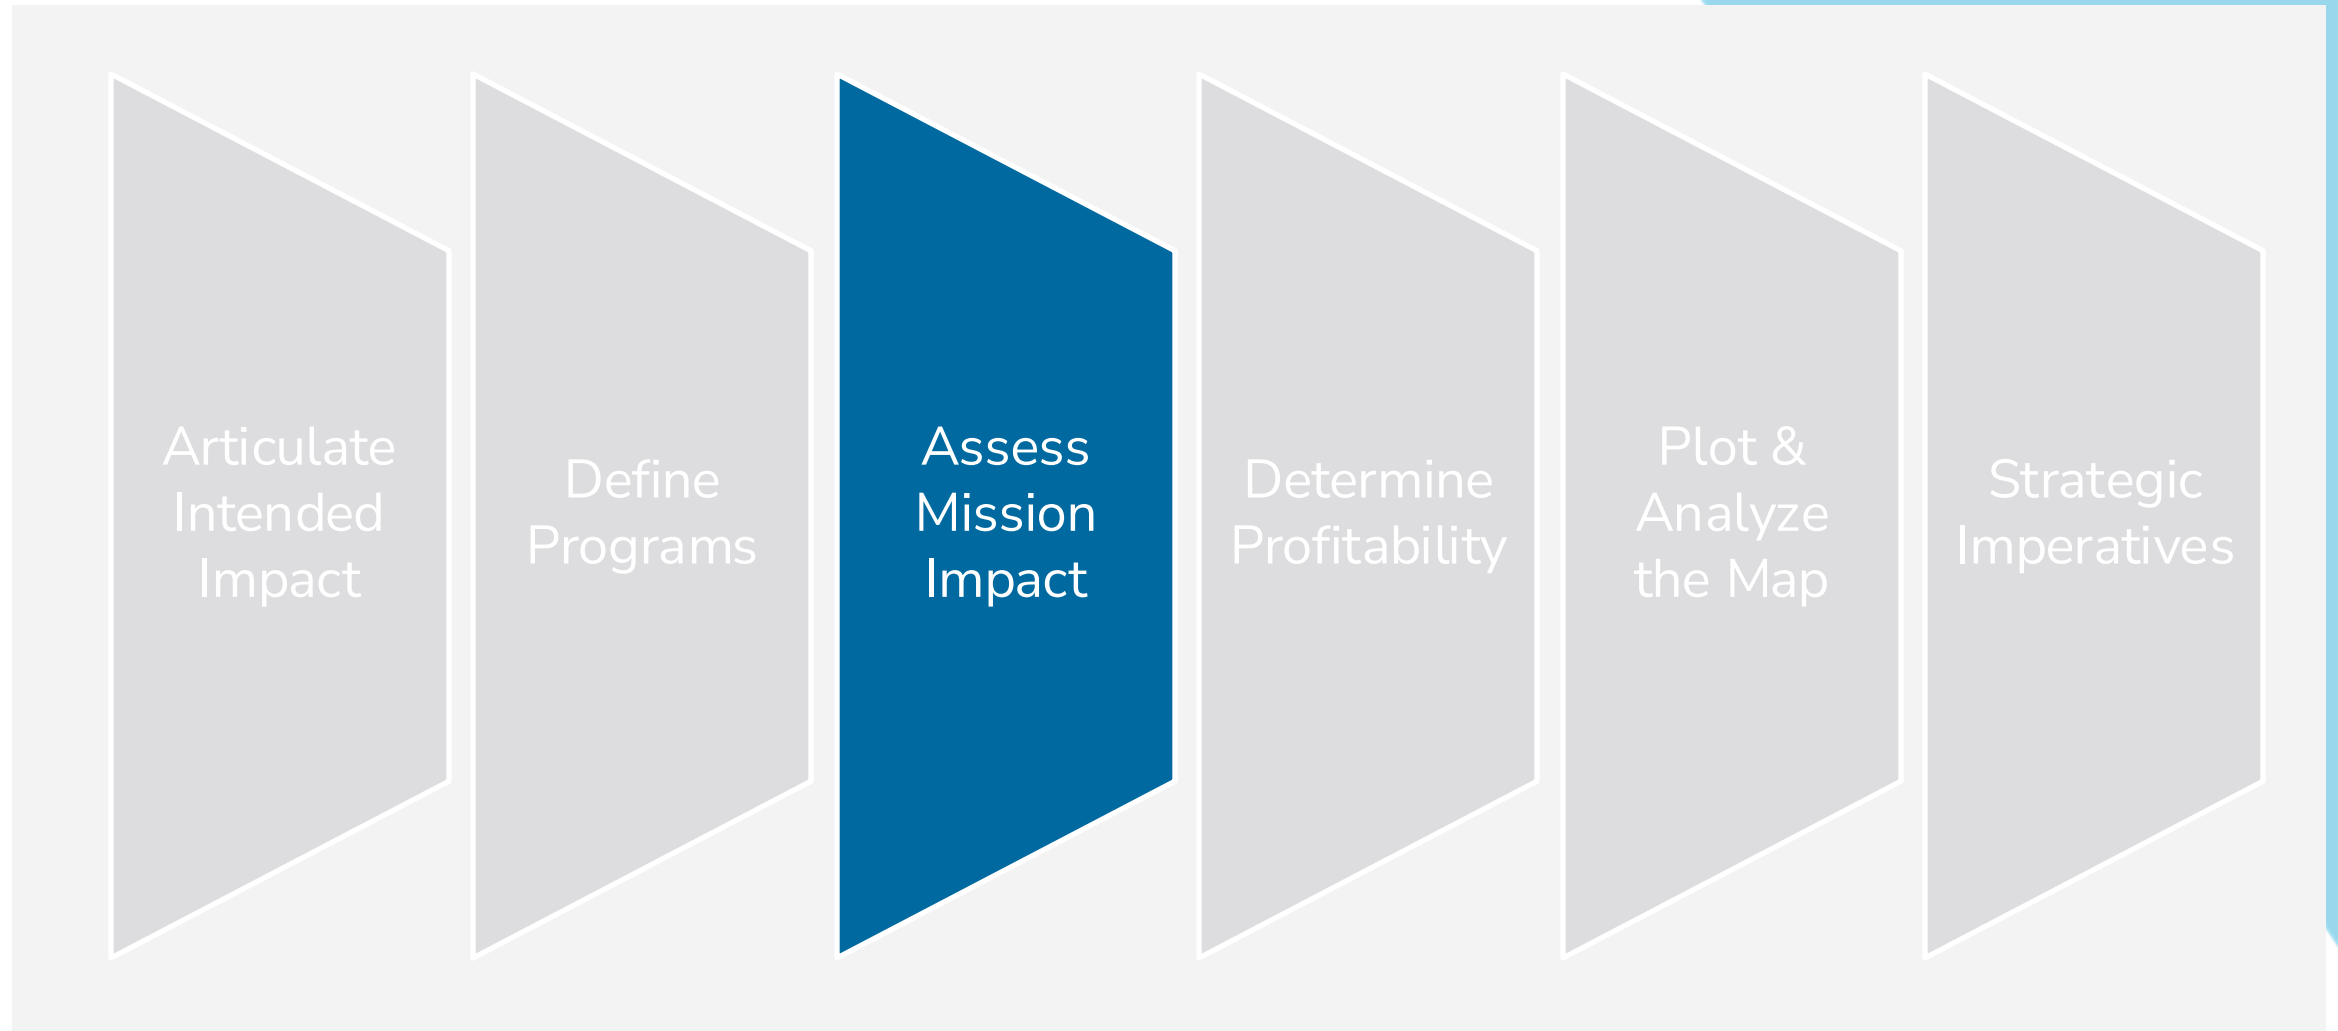 Articulate
Intended
Impact
Define
Programs
Assess
Mission
Impact
Determine
Profitability
Plot &
Analyze
the Map
Strategic
Imperatives